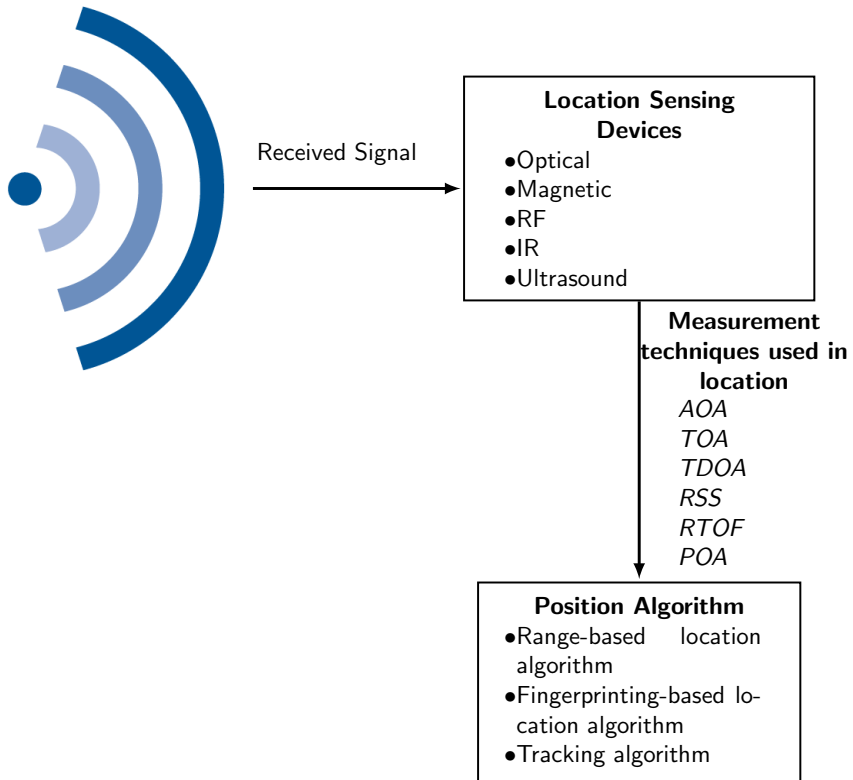 Received Signal
Location Sensing
Devices
•Optical
•Magnetic
•RF
•IR
•Ultrasound
Measurement
techniques used in
location
AOA
TOA
TDOA
RSS
RTOF
POA
Position Algorithm
•Range-based location
algorithm
•Fingerprinting-based lo-
cation algorithm
•Tracking algorithm